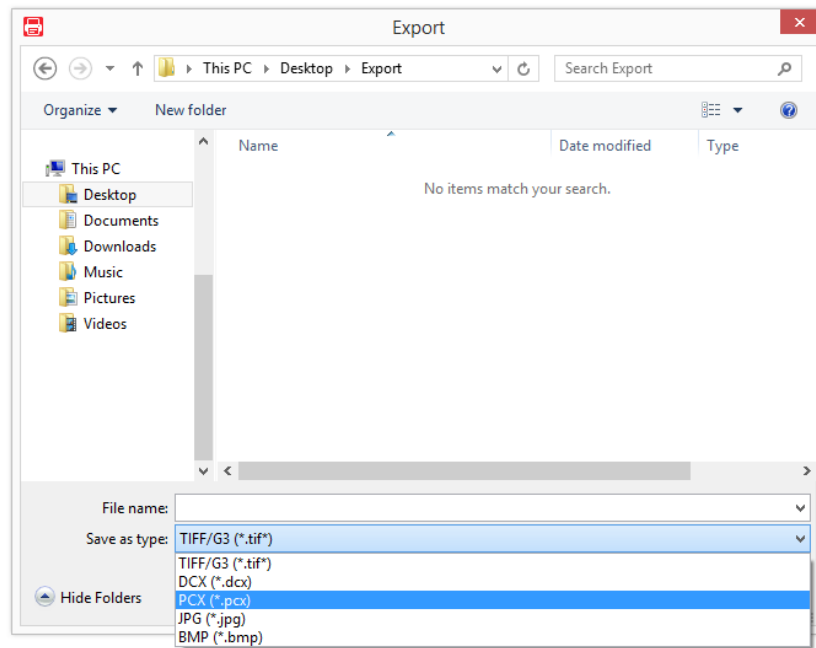 Export
This PC Desktop Export
Search Export
Organize New folder
Name Date modified Type
No items match your search.
This PC
Desktop
Documents
Downloads
Music
Pictures
Videos
File name:
Save as type: TIFF/G3 (*.tif*)
TIFF/G3 (*.tif*)
DCX (*.dcx)
PCX (*.pcx)
JPG (*.jpg)
BMP (*.bmp)
Hide Folders